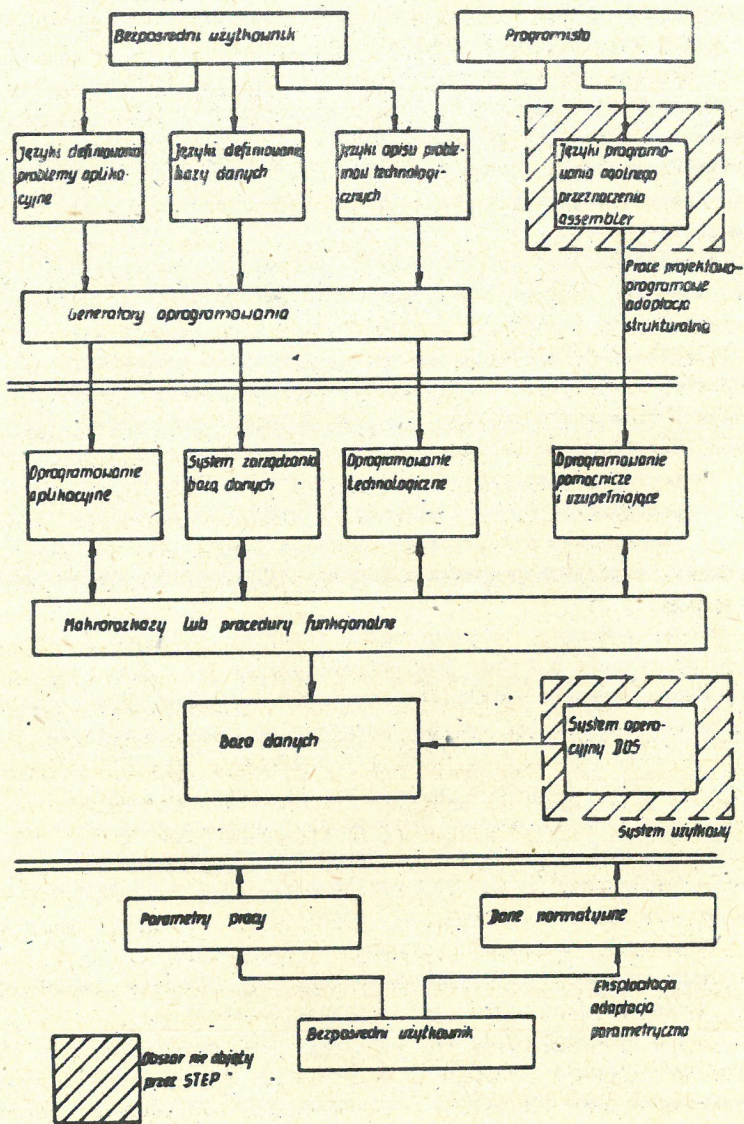 Bezpośredni użytkownik
Programista
Języki definiowania
problemy aplika-
cyjne
Języki definiowania
bazy danych
Języki opisu proble-
mów technologi-
cznych
Języki programo-
wania ogólnego
przeznaczenia
assembler
Prace projektowo-
programowe
adaptacja
strukturalna
Generatory oprogramowania
Oprogramowanie
aplikacyjne
System zarządzania
bazą danych
Oprogramowanie
technologiczne
Oprogramowanie
pomocnicze
i uzupełniające
Makrorozkazy lub procedury funkcjonalne
Baza danych
System opera-
cyjny DOS
System użytkowy
Parametry pracy
Dane normatywne
Eksploatacja
adaptacja
parametryczna
Bezpośredni użytkownik
Obszar nie objęty
przez STEP